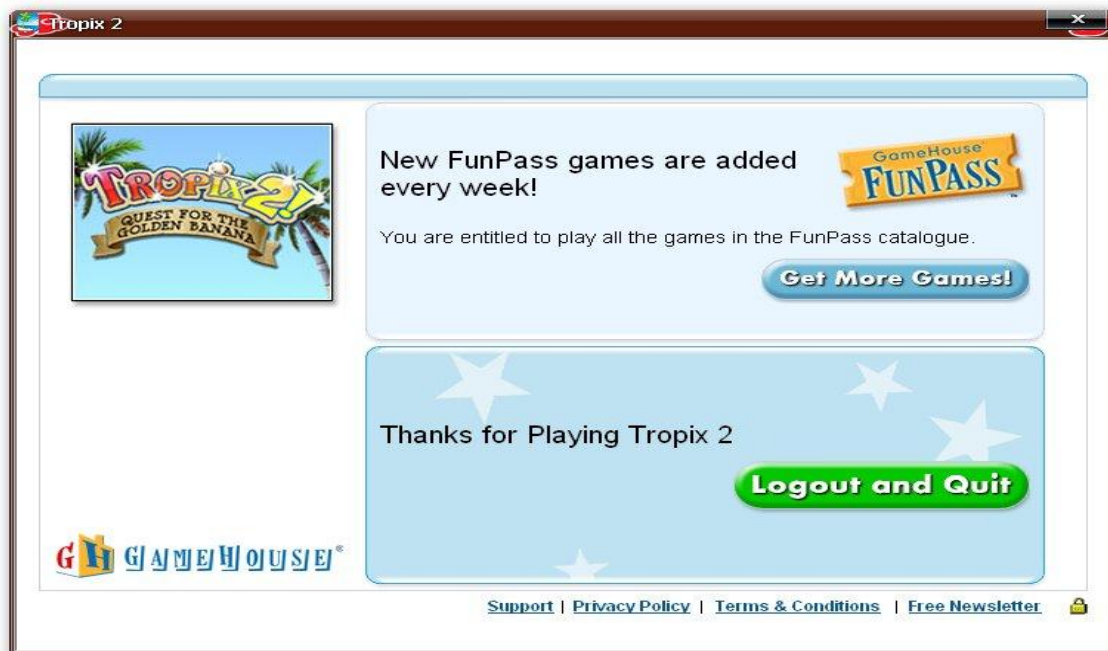 Tropix 2
TROPIX 2!
QUEST FOR THE
GOLDEN BANANA
New FunPass games are added
every week!
GameHouse
FUNPASS
™
You are entitled to play all the games in the FunPass catalogue.
Get More Games!
Thanks for Playing Tropix 2
Logout and Quit
GH GAMEHOUSE®
Support | Privacy Policy | Terms & Conditions | Free Newsletter